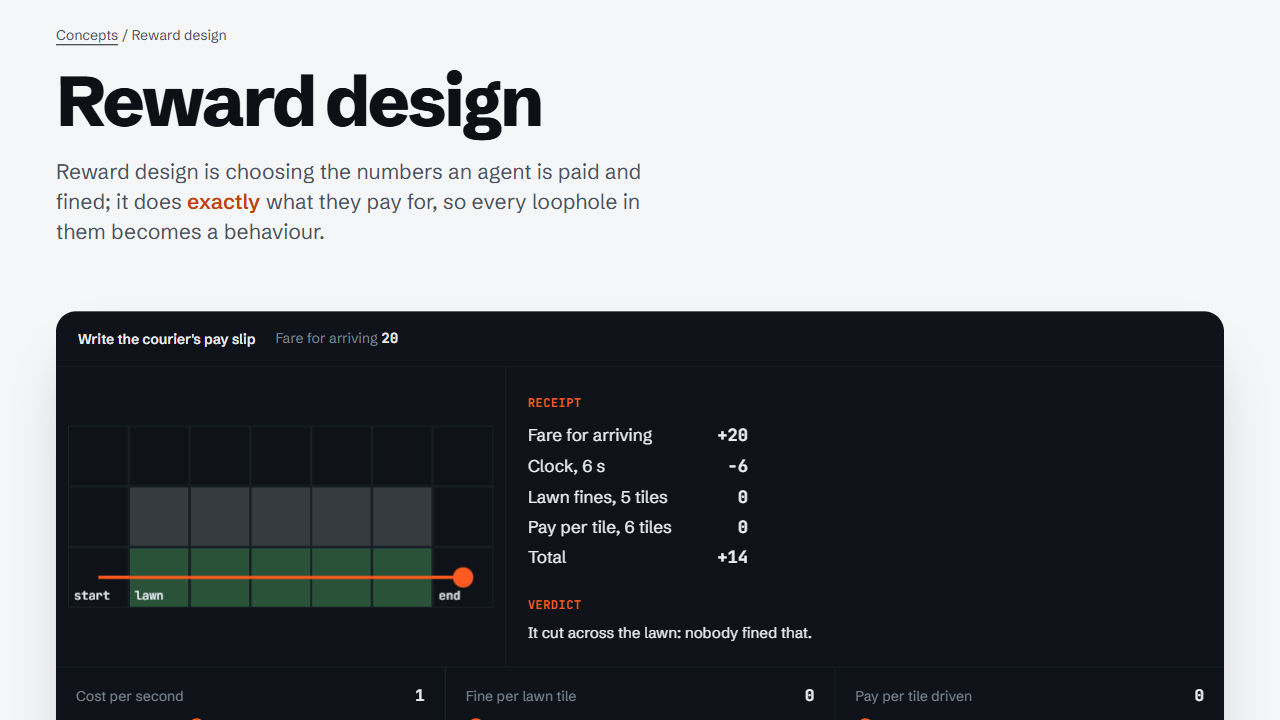 Concepts / Reward design
Reward design
Reward design is choosing the numbers an agent is paid and
fined; it does exactly what they pay for, so every loophole in
them becomes a behaviour.
Write the courier's pay slip Fare for arriving 20
start lawn end
RECEIPT
Fare for arriving +20
Clock, 6 s -6
Lawn fines, 5 tiles 0
Pay per tile, 6 tiles 0
Total +14
VERDICT
It cut across the lawn: nobody fined that.
Cost per second 1 Fine per lawn tile 0 Pay per tile driven 0